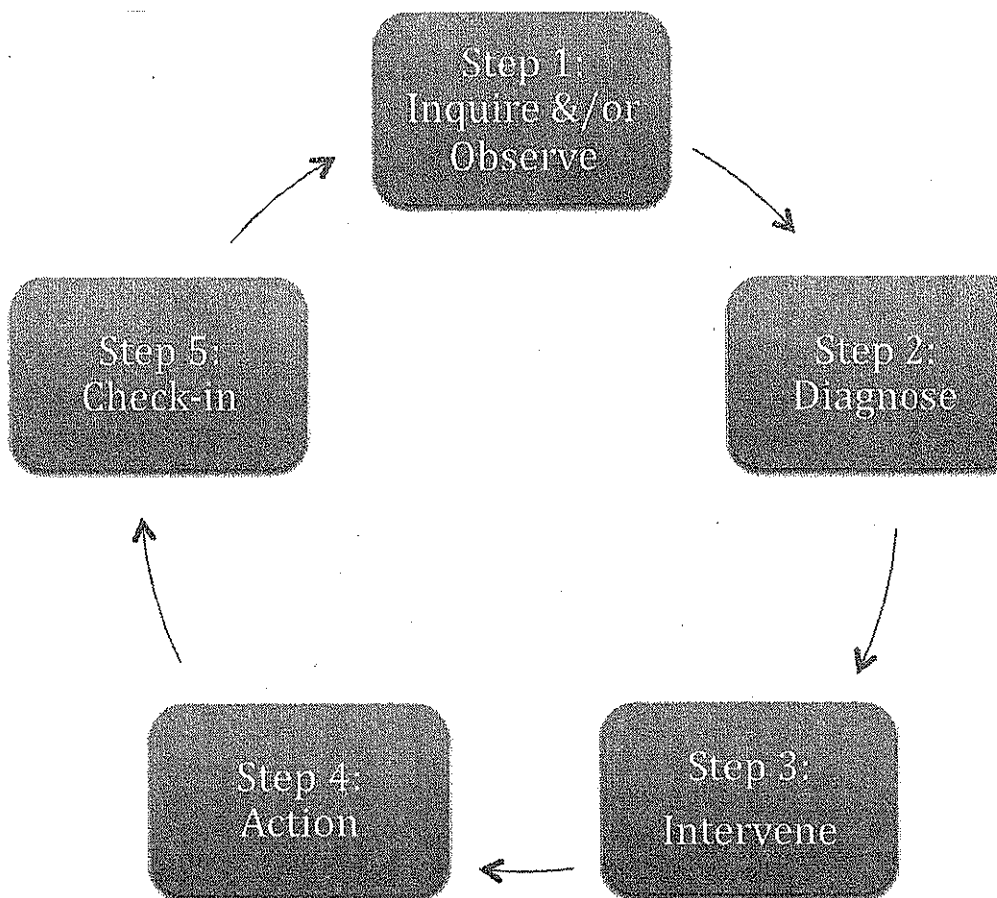 Step 1:
Inquire &/or
Observe
Step 2:
Diagnose
Step 3:
Intervene
Step 4:
Action
Step 5:
Check-in